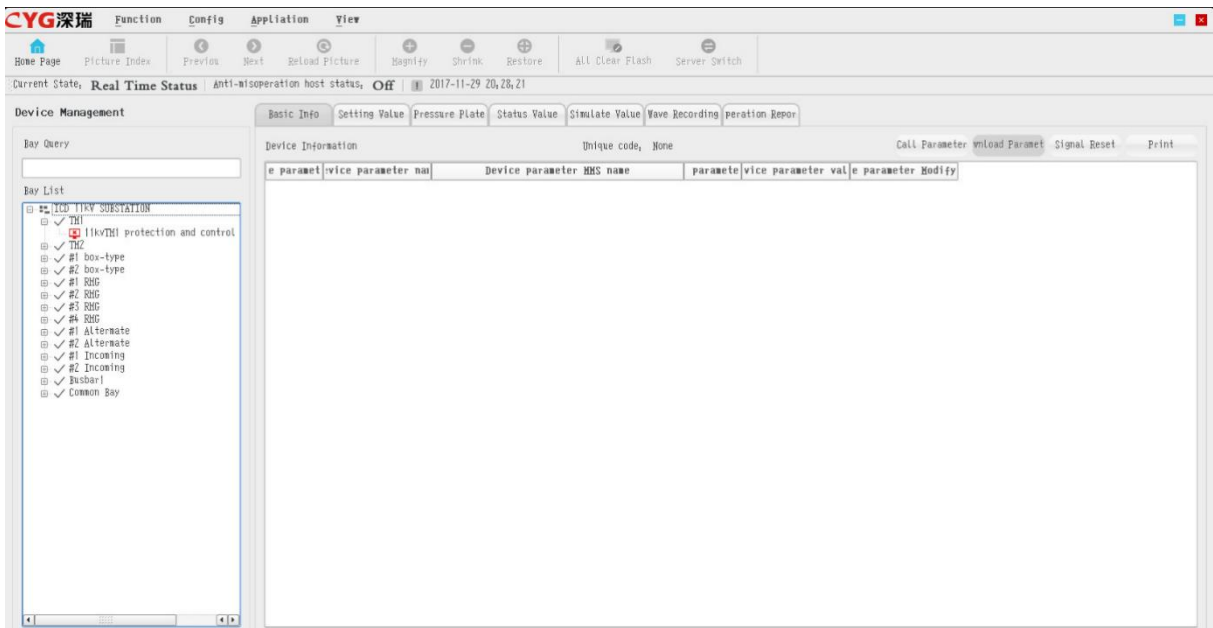 CYG深瑞 Function Config Appliation View
Home Page Picture Index Previos Next Reload Picture Magnify Shrink Restore All Clear Flash Server Switch
Current State, Real Time Status Anti-misoperation host status, Off 2017-11-29 20,28,21
Device Management
Basic Info Setting Value Pressure Plate Status Value Simulate Value Wave Recording peration Repor
Bay Query
Device Information Unique code, None Call Parameter wnload Paramet Signal Reset Print
e paramet vice parameter nam Device parameter MMS name paramete vice parameter val e parameter Modify
Bay List
ICD 11kV SUBSTATION
TM1
11kvTM1 protection and control
TM2
#1 box-type
#2 box-type
#1 RMG
#2 RMG
#3 RMG
#4 RMG
#1 Alternate
#2 Alternate
#1 Incoming
#2 Incoming
Busbar1
Common Bay